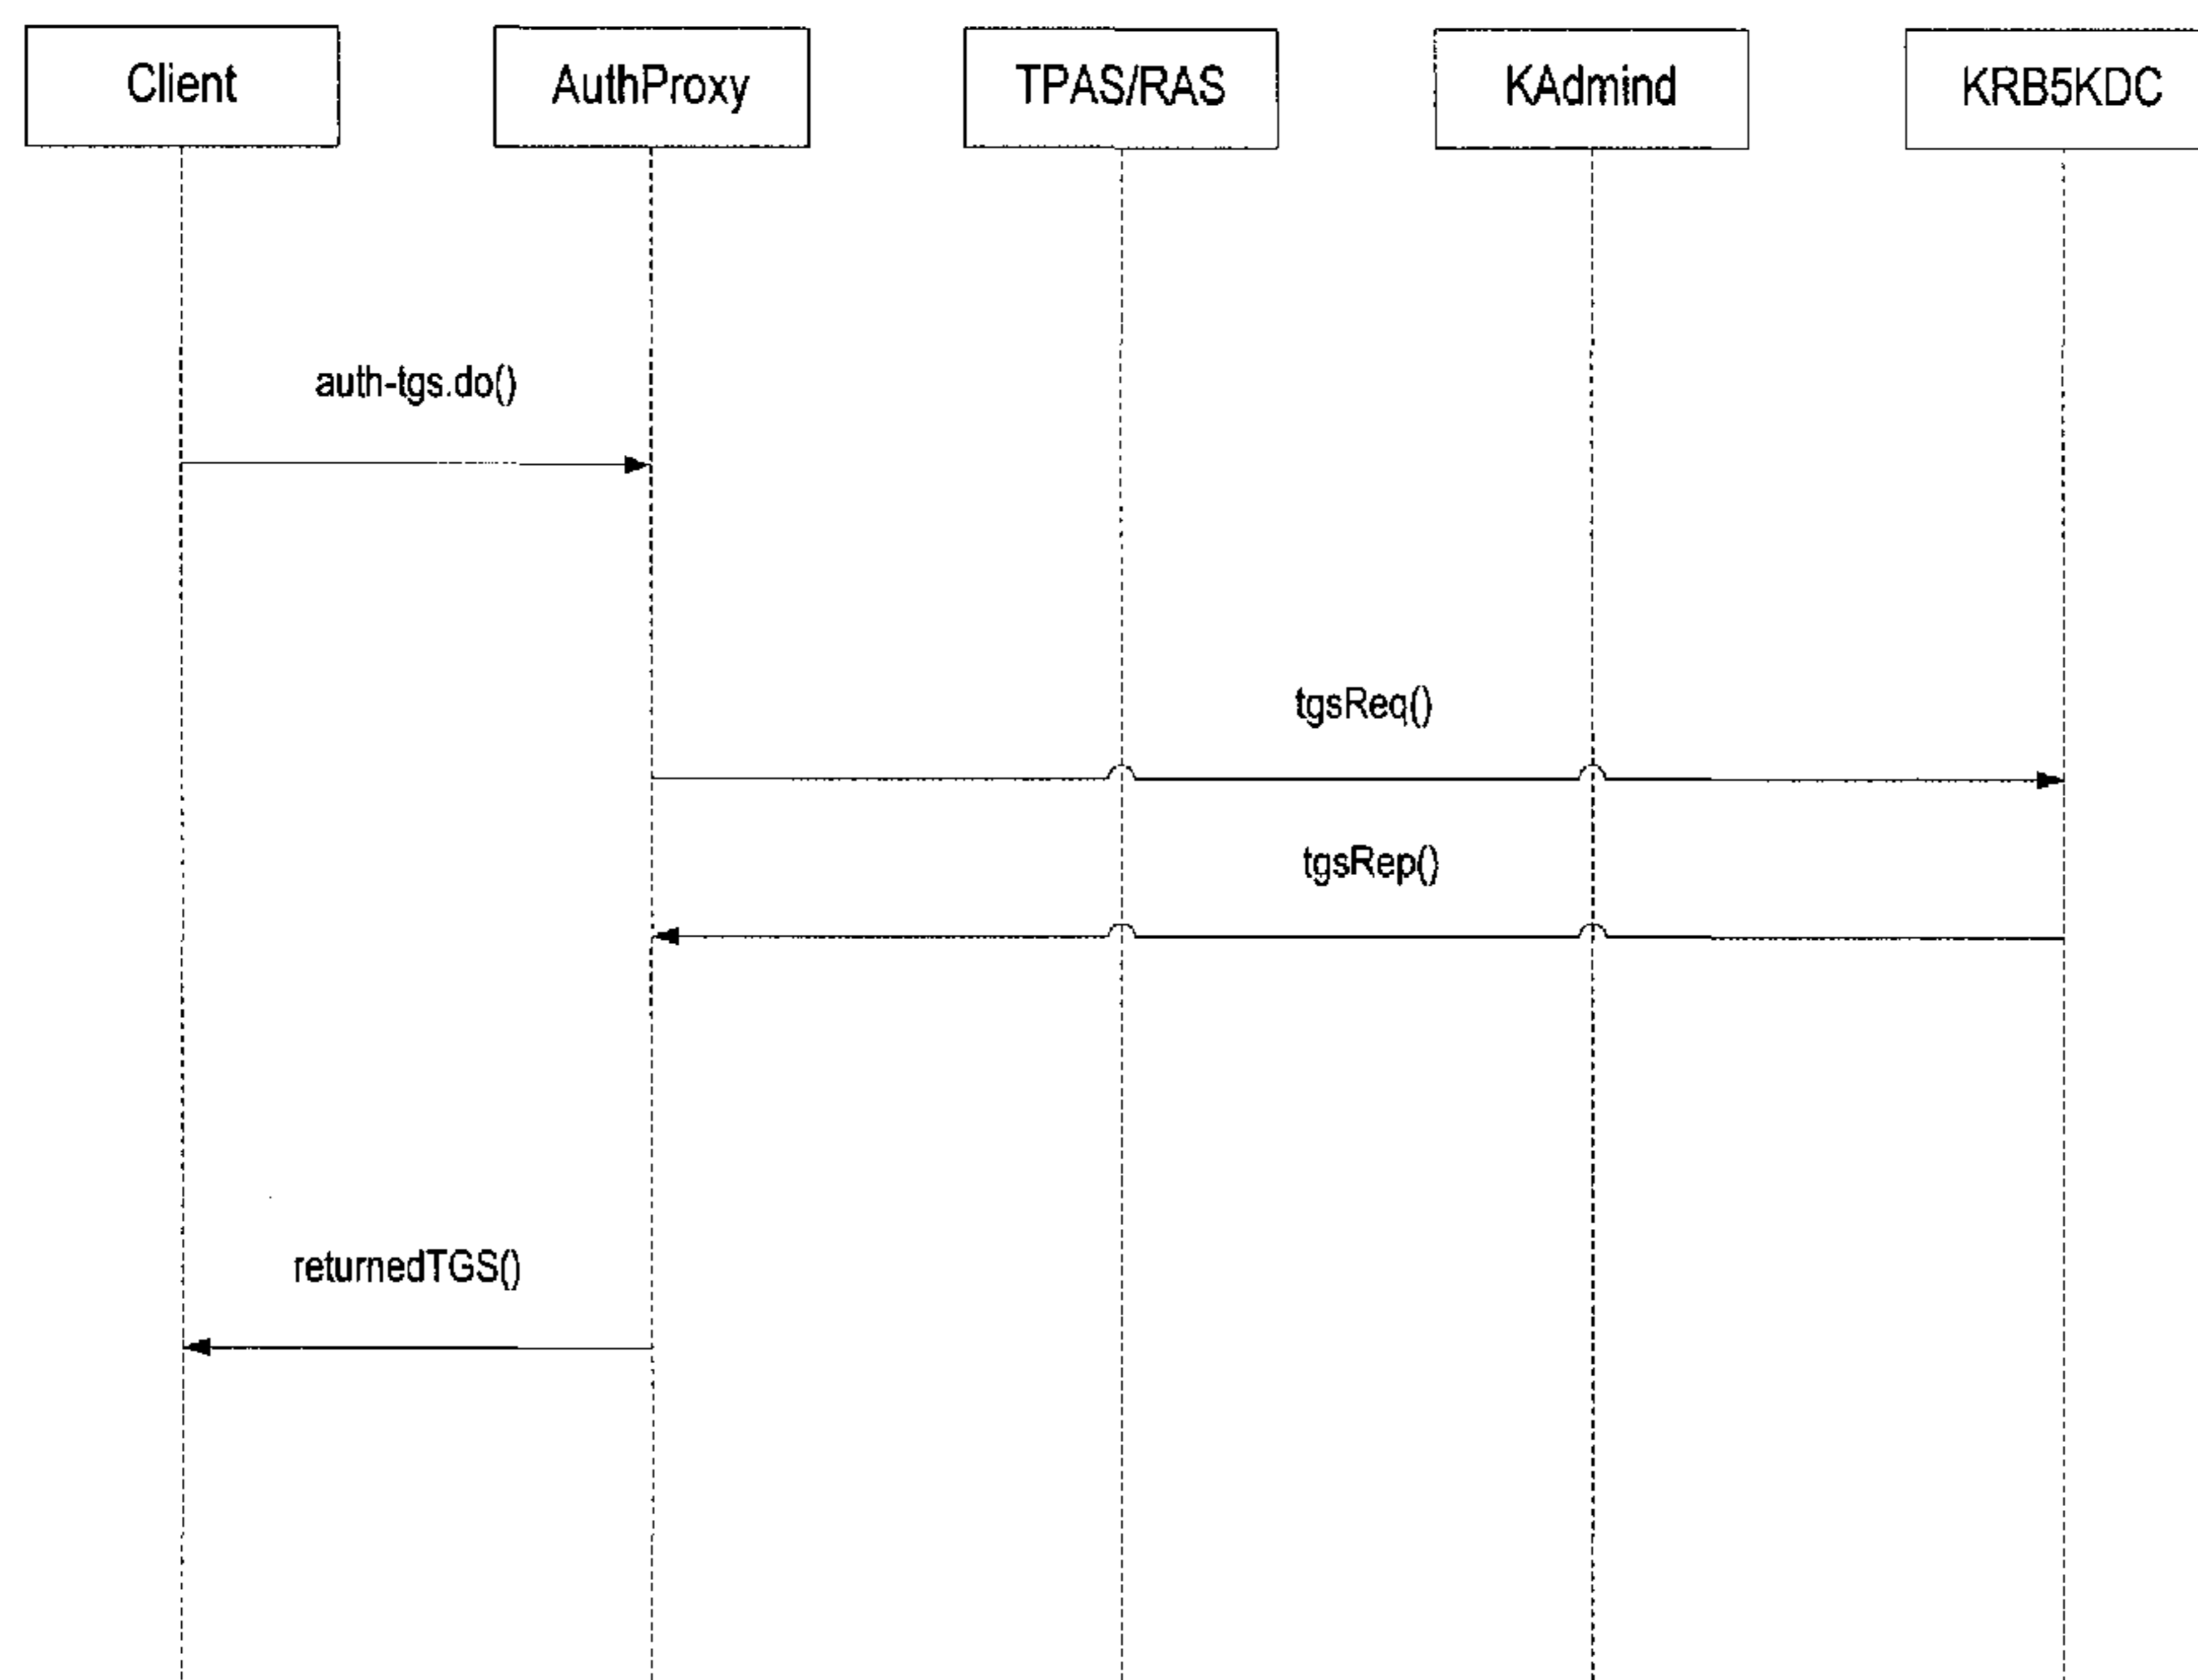 Client
AuthProxy
TPAS/RAS
KAdmind
KRB5KDC
auth-tgs.do()
tgsReq()
tgsRep()
returnedTGS()